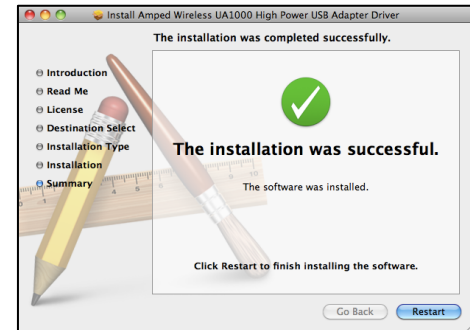 Install Amped Wireless UA1000 High Power USB Adapter Driver
The installation was completed successfully.
Introduction
Read Me
License
Destination Select
Installation Type
Installation
Summary
The installation was successful.
The software was installed.
Click Restart to finish installing the software.
Go Back
Restart